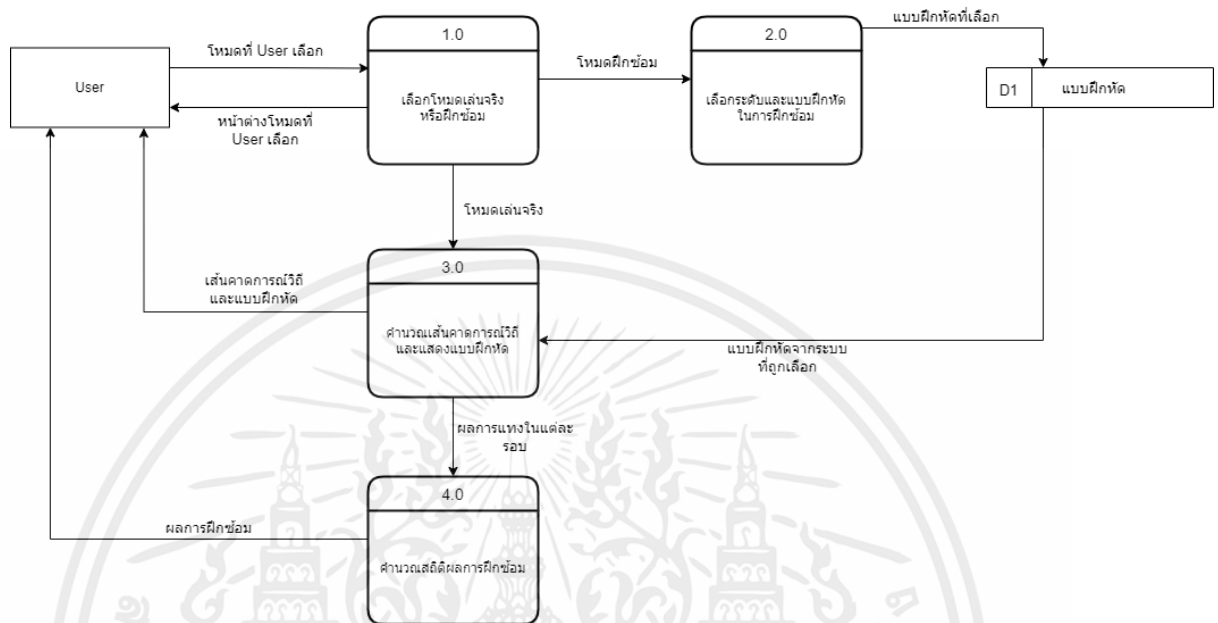 แบบฝึกหัดที่เลือก
1.0
2.0
โหมดที่ User เลือก
โหมดฝึกซ้อม
User
D1
แบบฝึกหัด
เลือกโหมดเล่นจริง
หรือฝึกซ้อม
เลือกระดับและแบบฝึกหัด
ในการฝึกซ้อม
หน้าต่างโหมดที่
User เลือก
โหมดเล่นจริง
3.0
เส้นคาดการณ์วิถี
และแบบฝึกหัด
คำนวณเส้นคาดการณ์วิถี
และแสดงแบบฝึกหัด
แบบฝึกหัดจากระบบ
ที่ถูกเลือก
ผลการแทงในแต่ละ
รอบ
4.0
ผลการฝึกซ้อม
คำนวณสถิติผลการฝึกซ้อม